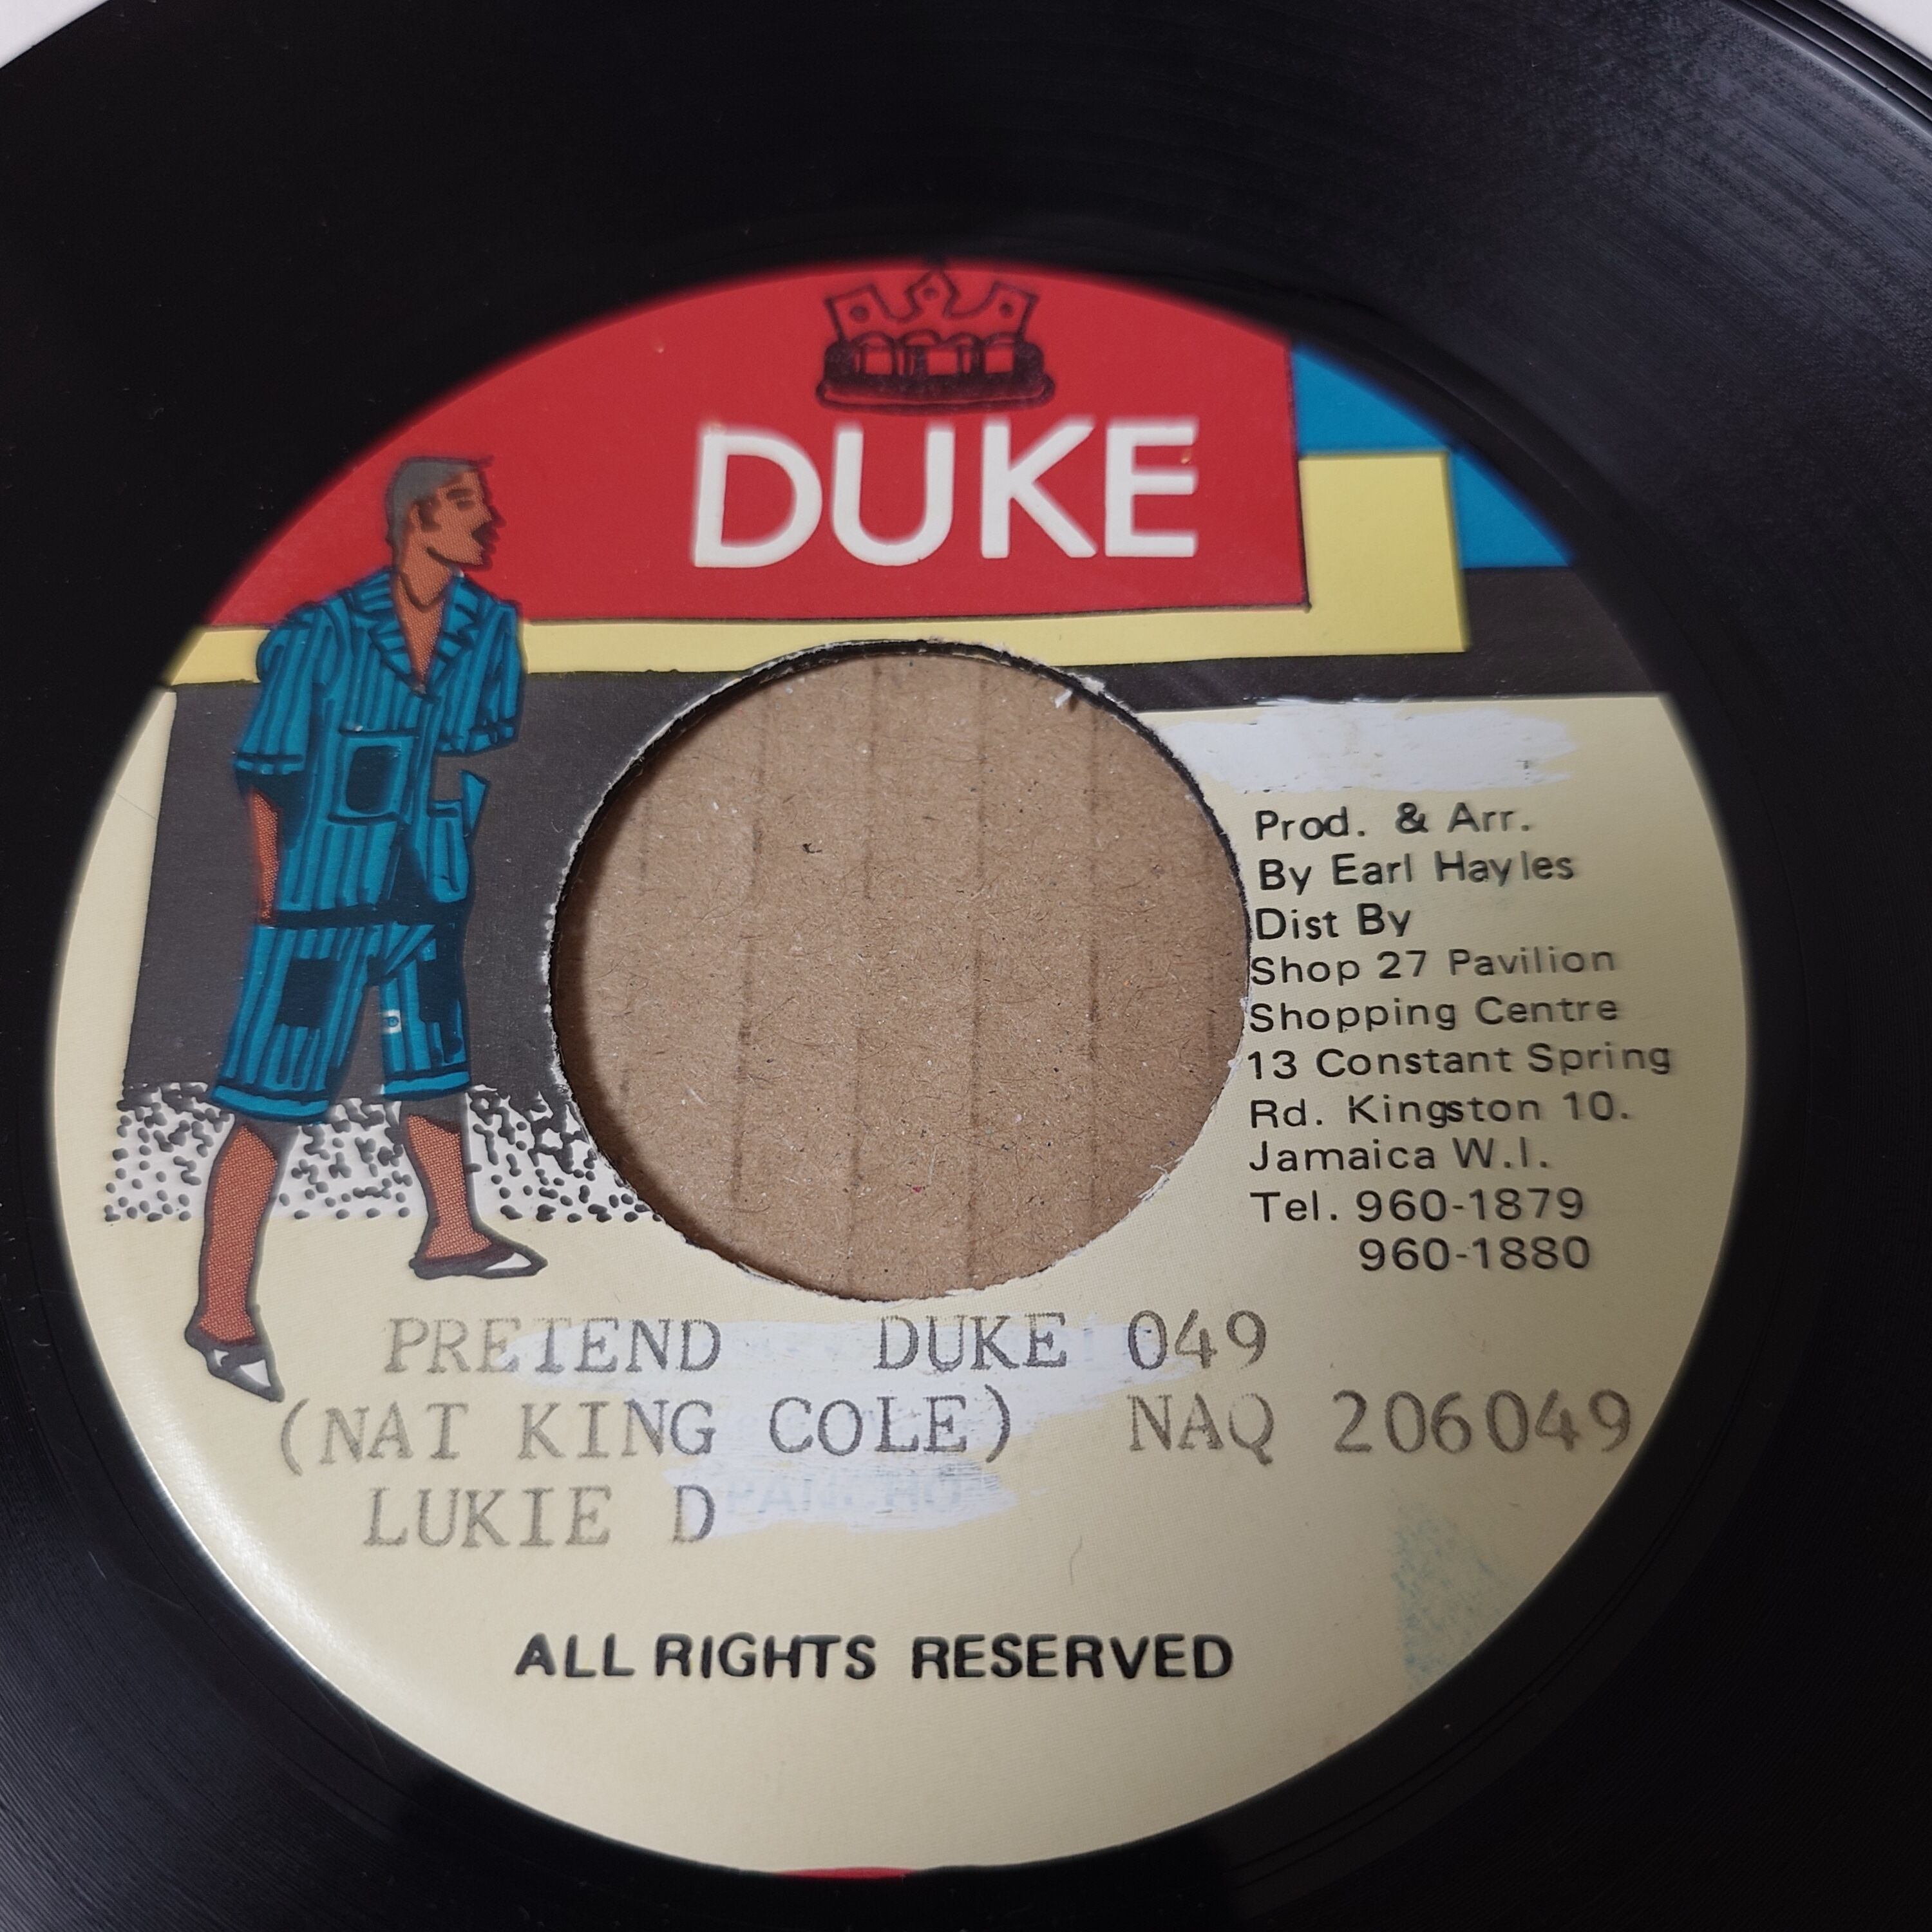 DUKE
Prod. & Arr.
By Earl Hayles
Dist By
Shop 27 Pavilion
Shopping Centre
13 Constant Spring
Rd. Kingston 10.
Jamaica W.I.
Tel. 960-1879
960-1880
PRETEND DUKE 049
(NAT KING COLE) NAQ 206049
LUKIE D
ALL RIGHTS RESERVED